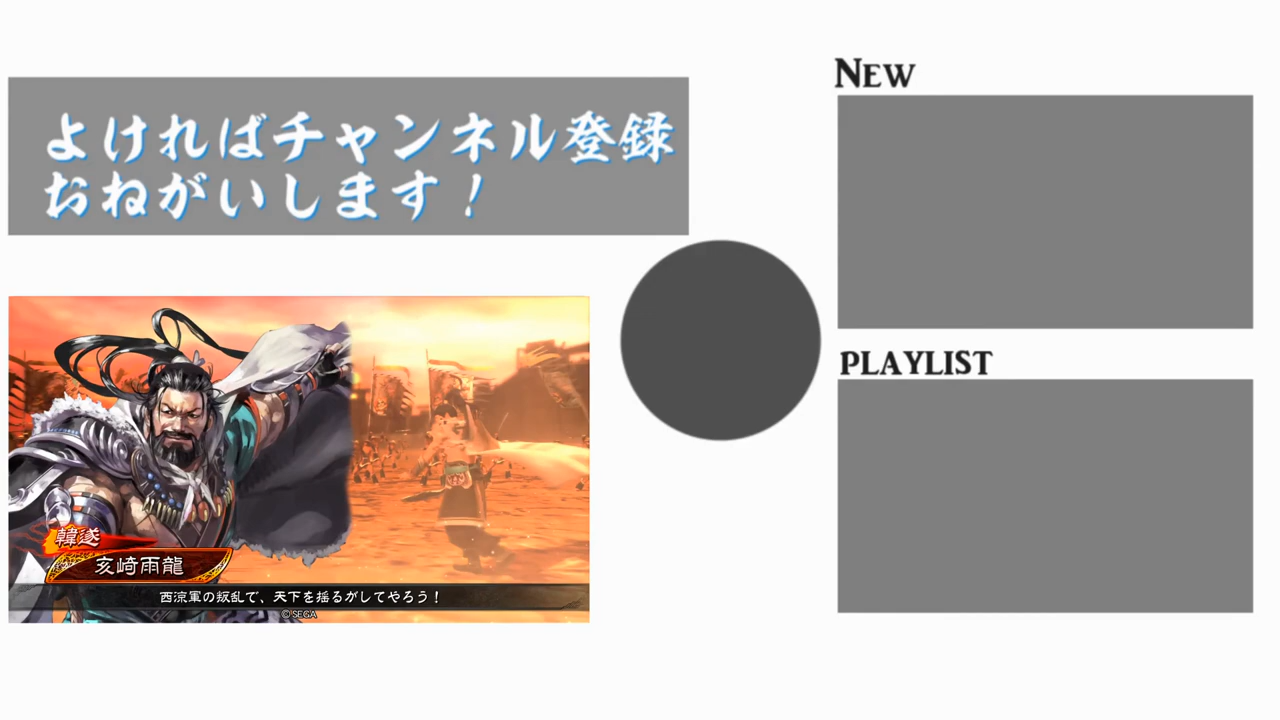 よければチャンネル登録
おねがいします！
NEW
PLAYLIST
韓遂
亥崎雨龍
西涼軍の叛乱で、天下を揺るがしてやろう！
© SEGA